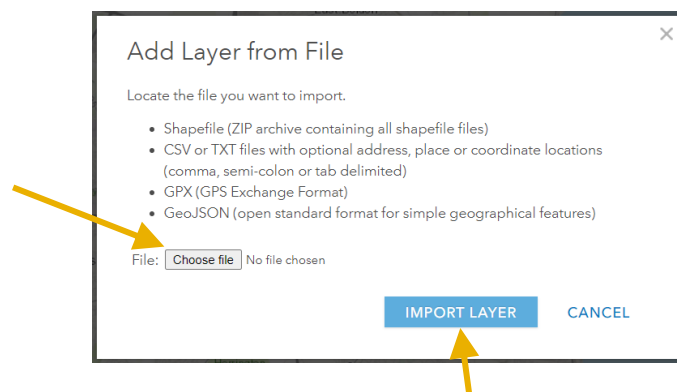 Add Layer from File
Locate the file you want to import.
• Shapefile (ZIP archive containing all shapefile files)
• CSV or TXT files with optional address, place or coordinate locations
(comma, semi-colon or tab delimited)
• GPX (GPS Exchange Format)
• GeoJSON (open standard format for simple geographical features)
File: Choose file No file chosen
IMPORT LAYER CANCEL